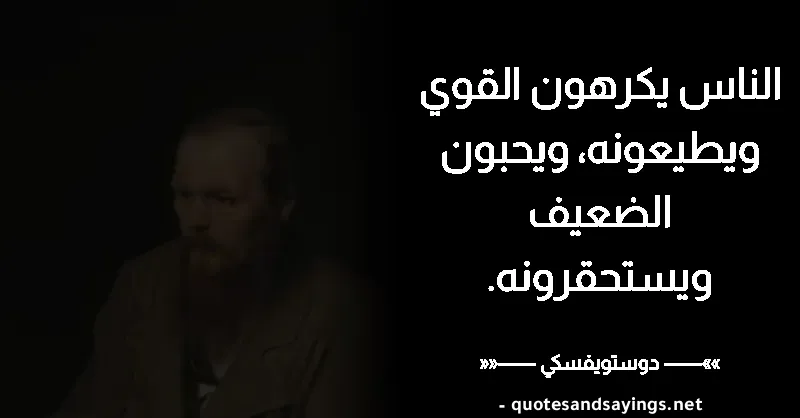 الناس يكرهون القوي
ويطيعونه، ويحبون
الضعيف
ويستحقرونه.
»»—— دوستويفسكي ——««
- quotesandsayings.net